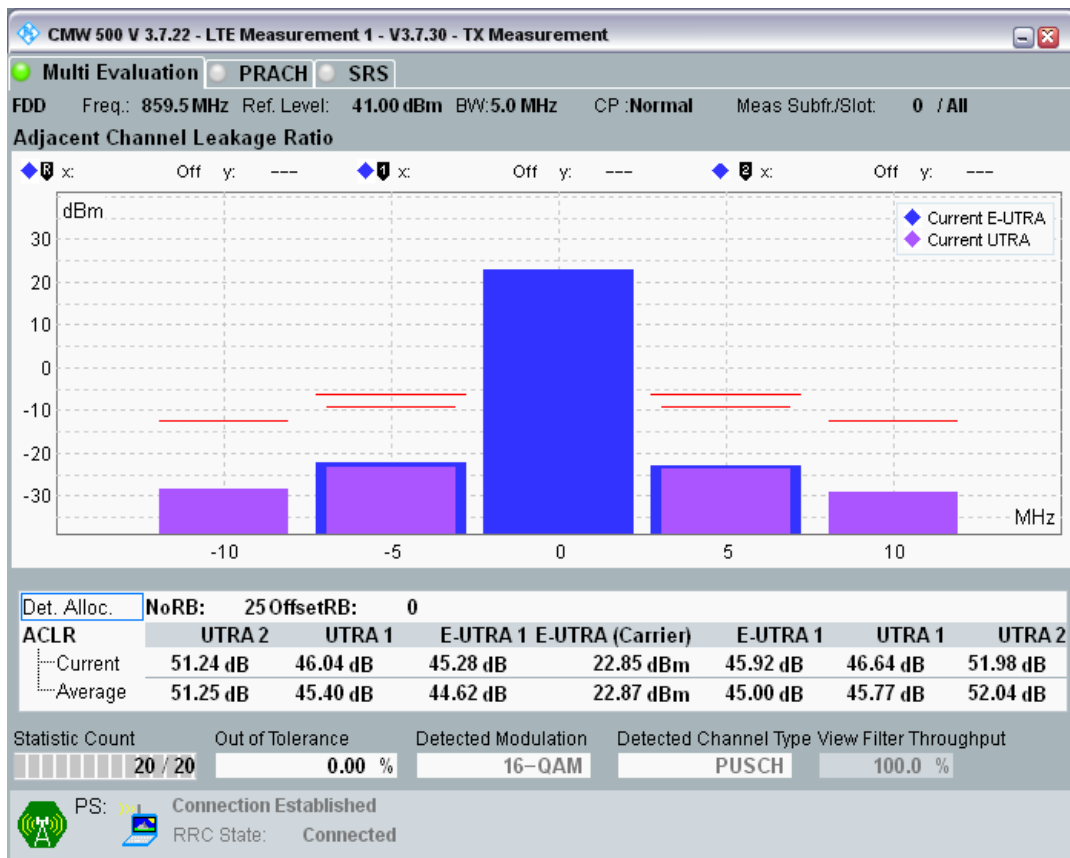 CMW 500 V 3.7.22 - LTE Measurement 1 - V3.7.30 - TX Measurement
Multi Evaluation PRACH SRS
FDD Freq.: 859.5 MHz Ref. Level: 41.00 dBm BW:5.0 MHz CP :Normal Meas Subfr./Slot: 0 / All
Adjacent Channel Leakage Ratio
R x: Off y: --- 1 x: Off y: --- 2 x: Off y: ---
dBm
Current E-UTRA
Current UTRA
30
20
10
0
-10
-20
-30
MHz
-10 -5 0 5 10
Det. Alloc. NoRB: 25 OffsetRB: 0
ACLR UTRA 2 UTRA 1 E-UTRA 1 E-UTRA (Carrier) E-UTRA 1 UTRA 1 UTRA 2
Current 51.24 dB 46.04 dB 45.28 dB 22.85 dBm 45.92 dB 46.64 dB 51.98 dB
Average 51.25 dB 45.40 dB 44.62 dB 22.87 dBm 45.00 dB 45.77 dB 52.04 dB
Statistic Count Out of Tolerance Detected Modulation Detected Channel Type View Filter Throughput
20 / 20 0.00 % 16-QAM PUSCH 100.0 %
PS: Connection Established
RRC State: Connected